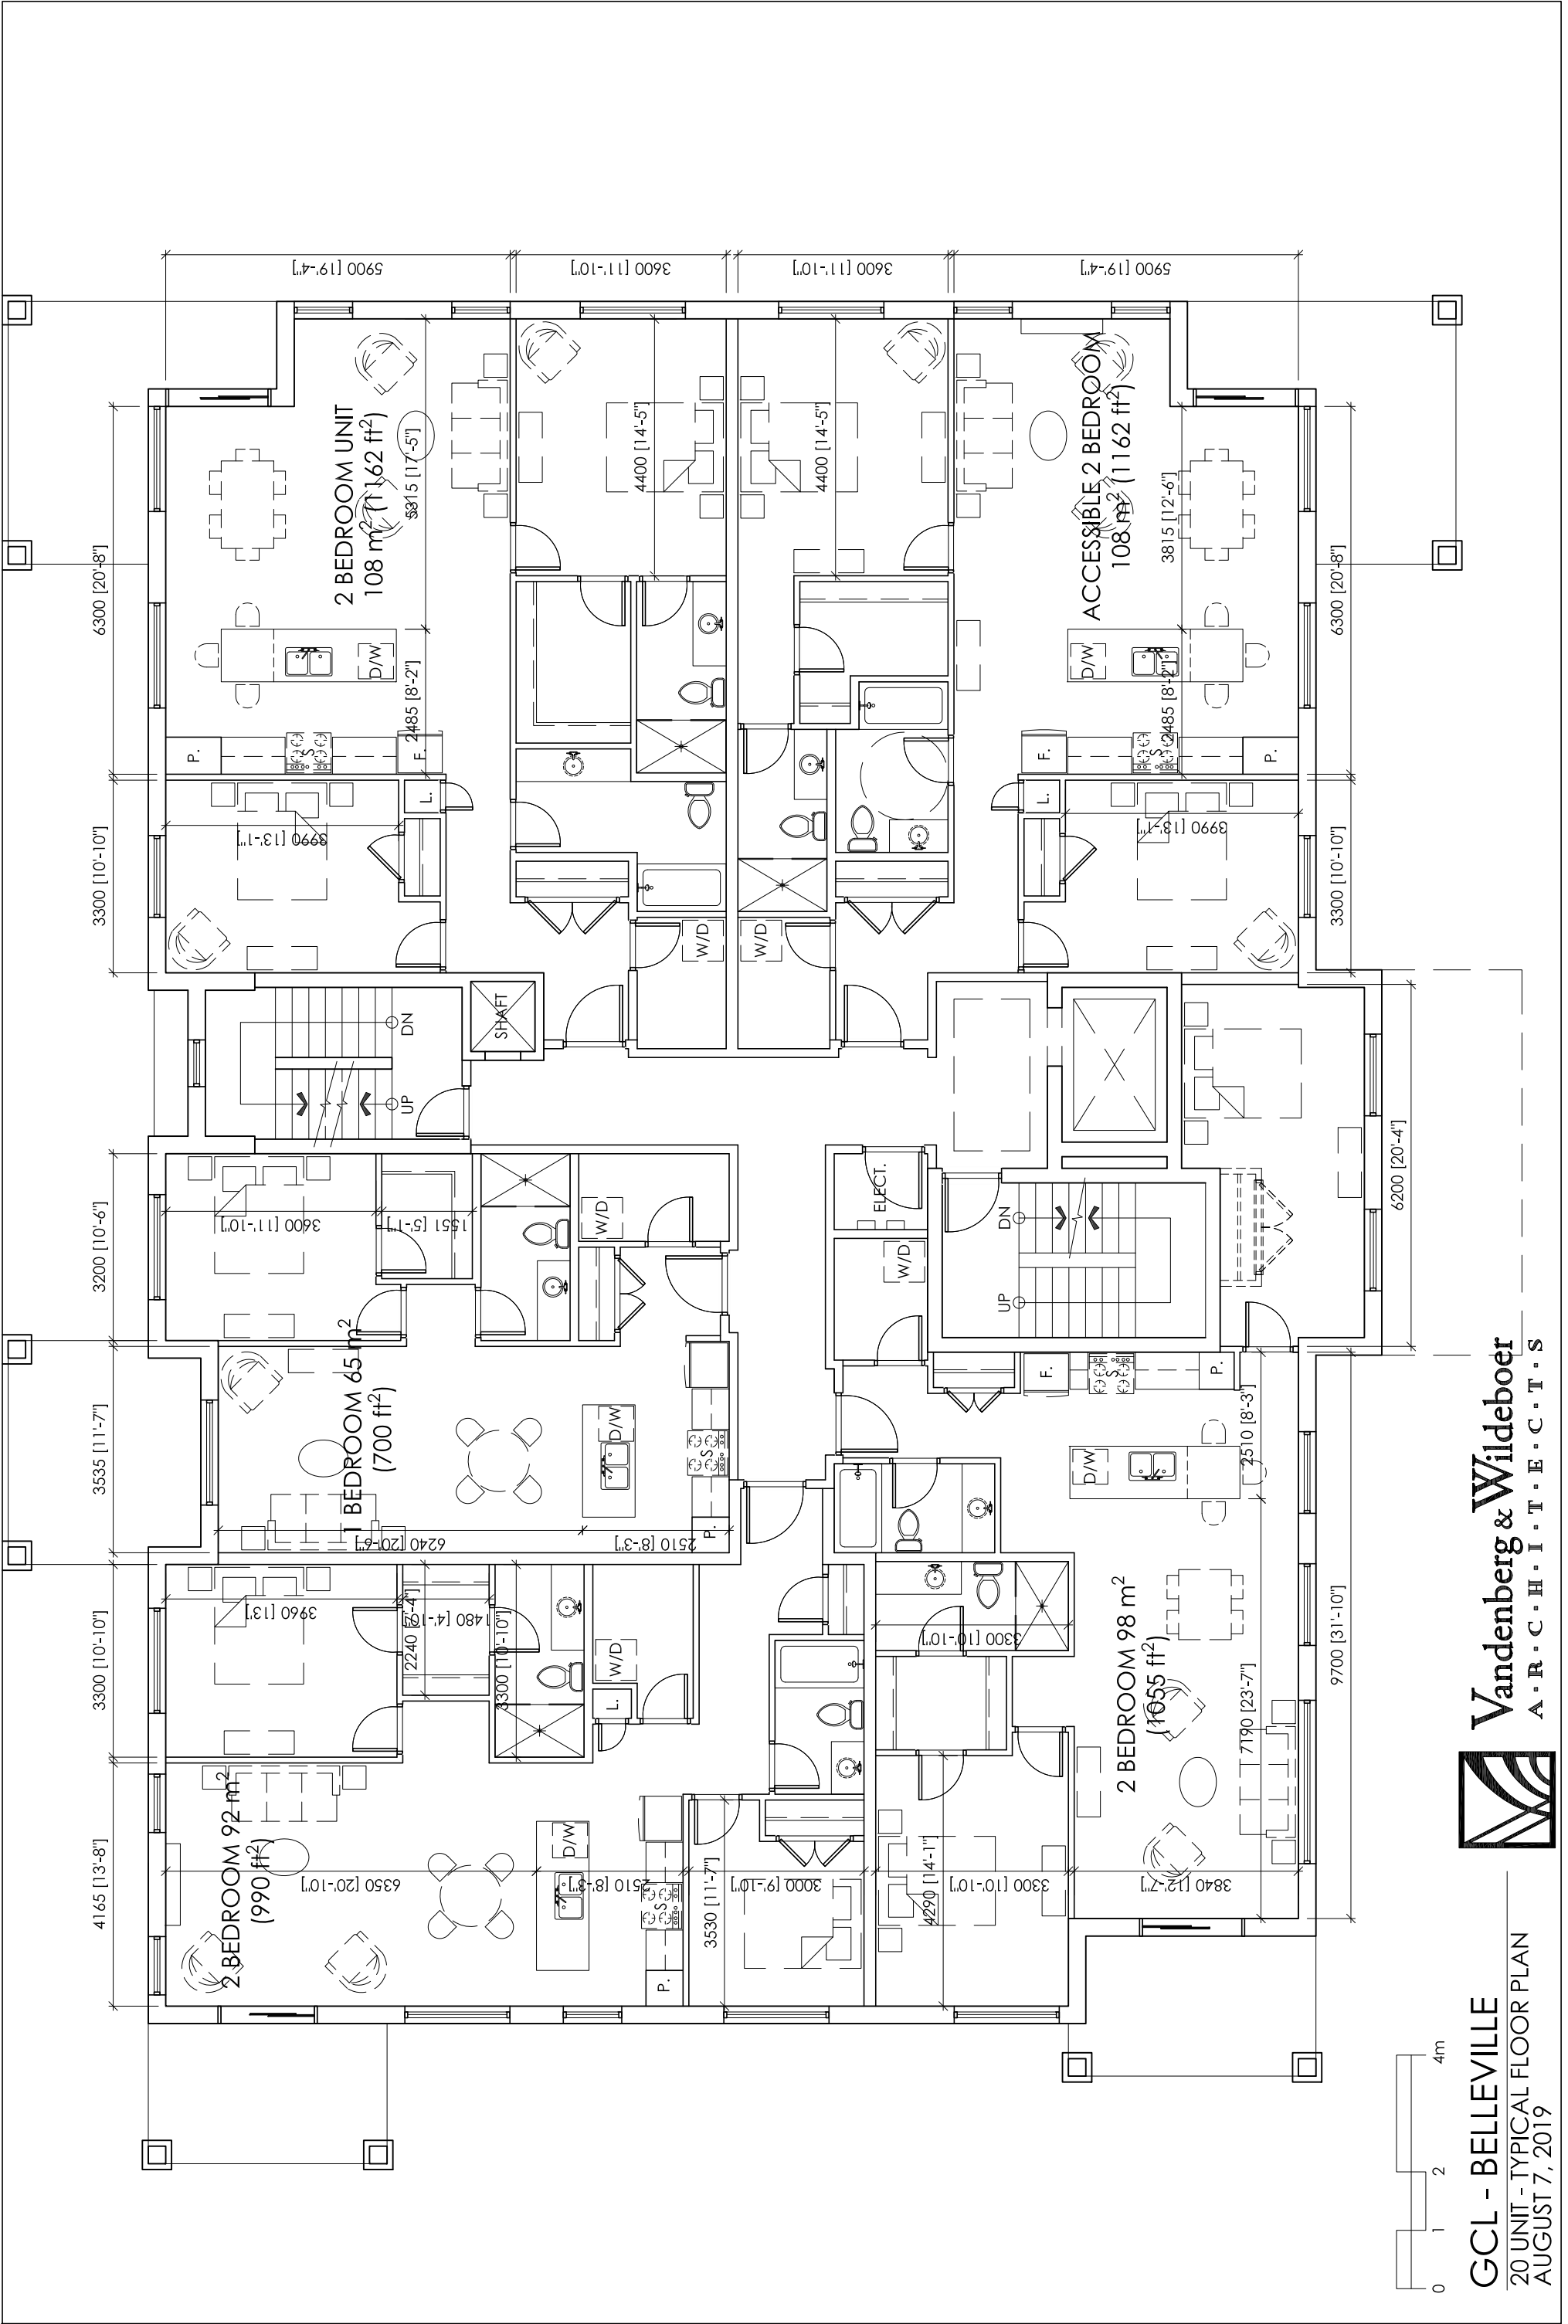 5900 [19'-4"]
3600 [11'-10"]
3600 [11'-10"]
5900 [19'-4"]
6300 [20'-8"]
3300 [10'-10"]
3200 [10'-6"]
3535 [11'-7"]
3300 [10'-10"]
4165 [13'-8"]
2 BEDROOM UNIT
108 m² (1162 ft²)
5315 [17'-5"]
2485 [8'-2"]
D/W
P.
S
F.
L.
3990 [13'-1"]
4400 [14'-5"]
W/D
ACCESSIBLE 2 BEDROOM
108 m² (1162 ft²)
4400 [14'-5"]
3815 [12'-6"]
2485 [8'-2"]
D/W
F.
S
P.
L.
3990 [13'-1"]
W/D
6300 [20'-8"]
3300 [10'-10"]
6200 [20'-4"]
9700 [31'-10"]
SHAFT
DN
UP
ELECT.
DN
UP
1 BEDROOM 65 m²
(700 ft²)
3600 [11'-10"]
1551 [5'-1"]
W/D
D/W
S
P.
6240 [20'-6"]
2510 [8'-3"]
2 BEDROOM 92 m²
(990 ft²)
3960 [13']
1480 [4'-10"]
2240 [7'-4"]
3300 [10'-10"]
W/D
L.
D/W
S
P.
6350 [20'-10"]
2510 [8'-3"]
3000 [9'-10"]
3530 [11'-7"]
2 BEDROOM 98 m²
(1055 ft²)
W/D
F.
S
P.
D/W
2510 [8'-3"]
7190 [23'-7"]
3300 [10'-10"]
4290 [14'-1"]
3300 [10'-10"]
3840 [12'-7"]
0 1 2 4m
GCL - BELLEVILLE
20 UNIT - TYPICAL FLOOR PLAN
AUGUST 7, 2019
Vandenberg & Wildeboer
A·R·C·H·I·T·E·C·T·S